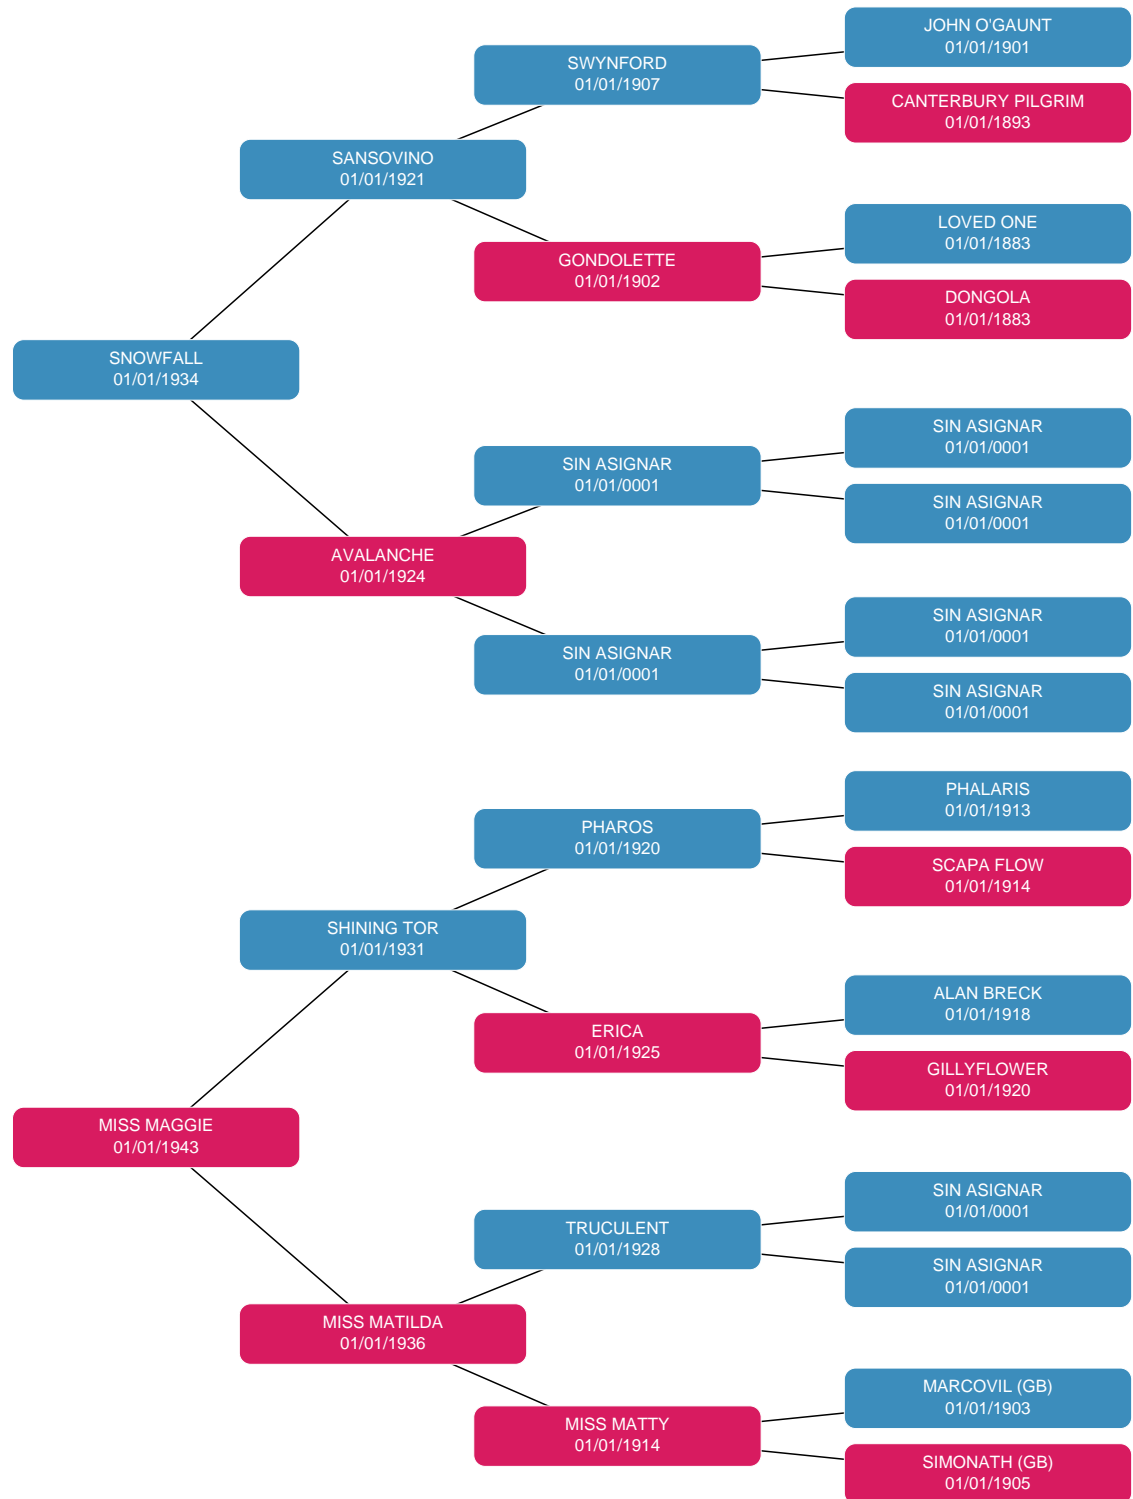 JOHN O'GAUNT
01/01/1901
SWYNFORD
01/01/1907
CANTERBURY PILGRIM
01/01/1893
SANSOVINO
01/01/1921
LOVED ONE
01/01/1883
GONDOLETTE
01/01/1902
DONGOLA
01/01/1883
SNOWFALL
01/01/1934
SIN ASIGNAR
01/01/0001
SIN ASIGNAR
01/01/0001
SIN ASIGNAR
01/01/0001
AVALANCHE
01/01/1924
SIN ASIGNAR
01/01/0001
SIN ASIGNAR
01/01/0001
SIN ASIGNAR
01/01/0001
PHALARIS
01/01/1913
PHAROS
01/01/1920
SCAPA FLOW
01/01/1914
SHINING TOR
01/01/1931
ALAN BRECK
01/01/1918
ERICA
01/01/1925
GILLYFLOWER
01/01/1920
MISS MAGGIE
01/01/1943
SIN ASIGNAR
01/01/0001
TRUCULENT
01/01/1928
SIN ASIGNAR
01/01/0001
MISS MATILDA
01/01/1936
MARCOVIL (GB)
01/01/1903
MISS MATTY
01/01/1914
SIMONATH (GB)
01/01/1905